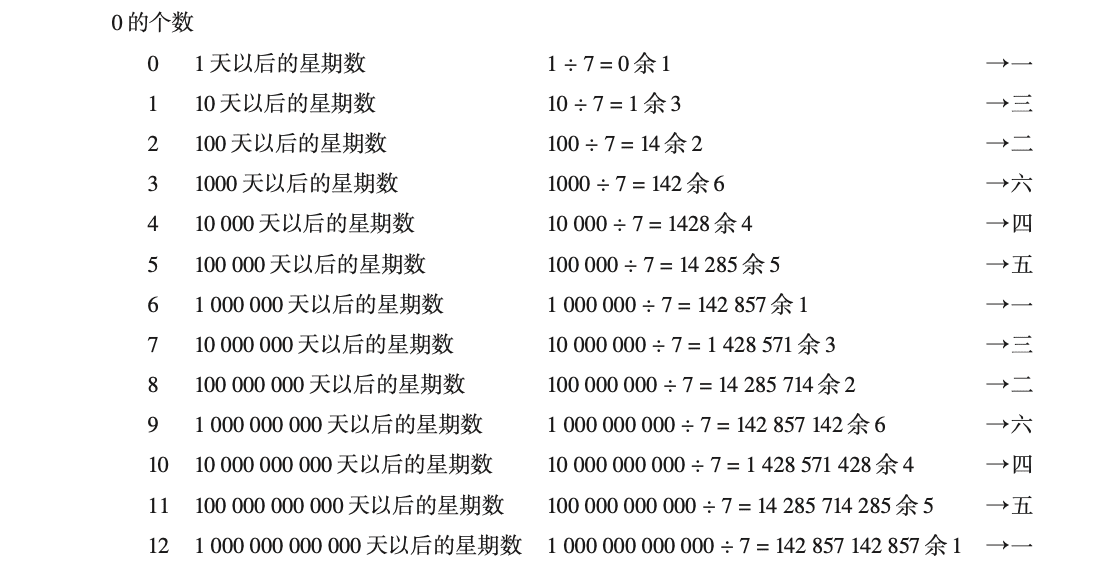 0 的个数
0 1 天以后的星期数 1 ÷ 7 = 0 余 1 →一
1 10 天以后的星期数 10 ÷ 7 = 1 余 3 →三
2 100 天以后的星期数 100 ÷ 7 = 14 余 2 →二
3 1000 天以后的星期数 1000 ÷ 7 = 142 余 6 →六
4 10 000 天以后的星期数 10 000 ÷ 7 = 1428 余 4 →四
5 100 000 天以后的星期数 100 000 ÷ 7 = 14 285 余 5 →五
6 1 000 000 天以后的星期数 1 000 000 ÷ 7 = 142 857 余 1 →一
7 10 000 000 天以后的星期数 10 000 000 ÷ 7 = 1 428 571 余 3 →三
8 100 000 000 天以后的星期数 100 000 000 ÷ 7 = 14 285 714 余 2 →二
9 1 000 000 000 天以后的星期数 1 000 000 000 ÷ 7 = 142 857 142 余 6 →六
10 10 000 000 000 天以后的星期数 10 000 000 000 ÷ 7 = 1 428 571 428 余 4 →四
11 100 000 000 000 天以后的星期数 100 000 000 000 ÷ 7 = 14 285 714 285 余 5 →五
12 1 000 000 000 000 天以后的星期数 1 000 000 000 000 ÷ 7 = 142 857 142 857 余 1 →一